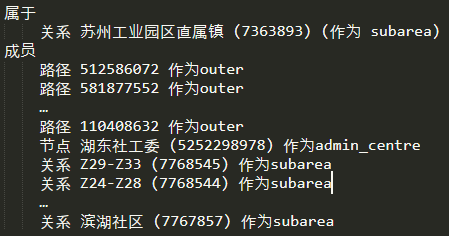 属于
关系 苏州工业园区直属镇 (7363893) (作为 subarea)
成员
路径 512586072 作为outer
路径 581877552 作为outer
…
路径 110408632 作为outer
节点 湖东社工委 (5252298978) 作为admin_centre
关系 Z29-Z33 (7768545) 作为subarea
关系 Z24-Z28 (7768544) 作为subarea
…
关系 滨湖社区 (7767857) 作为subarea